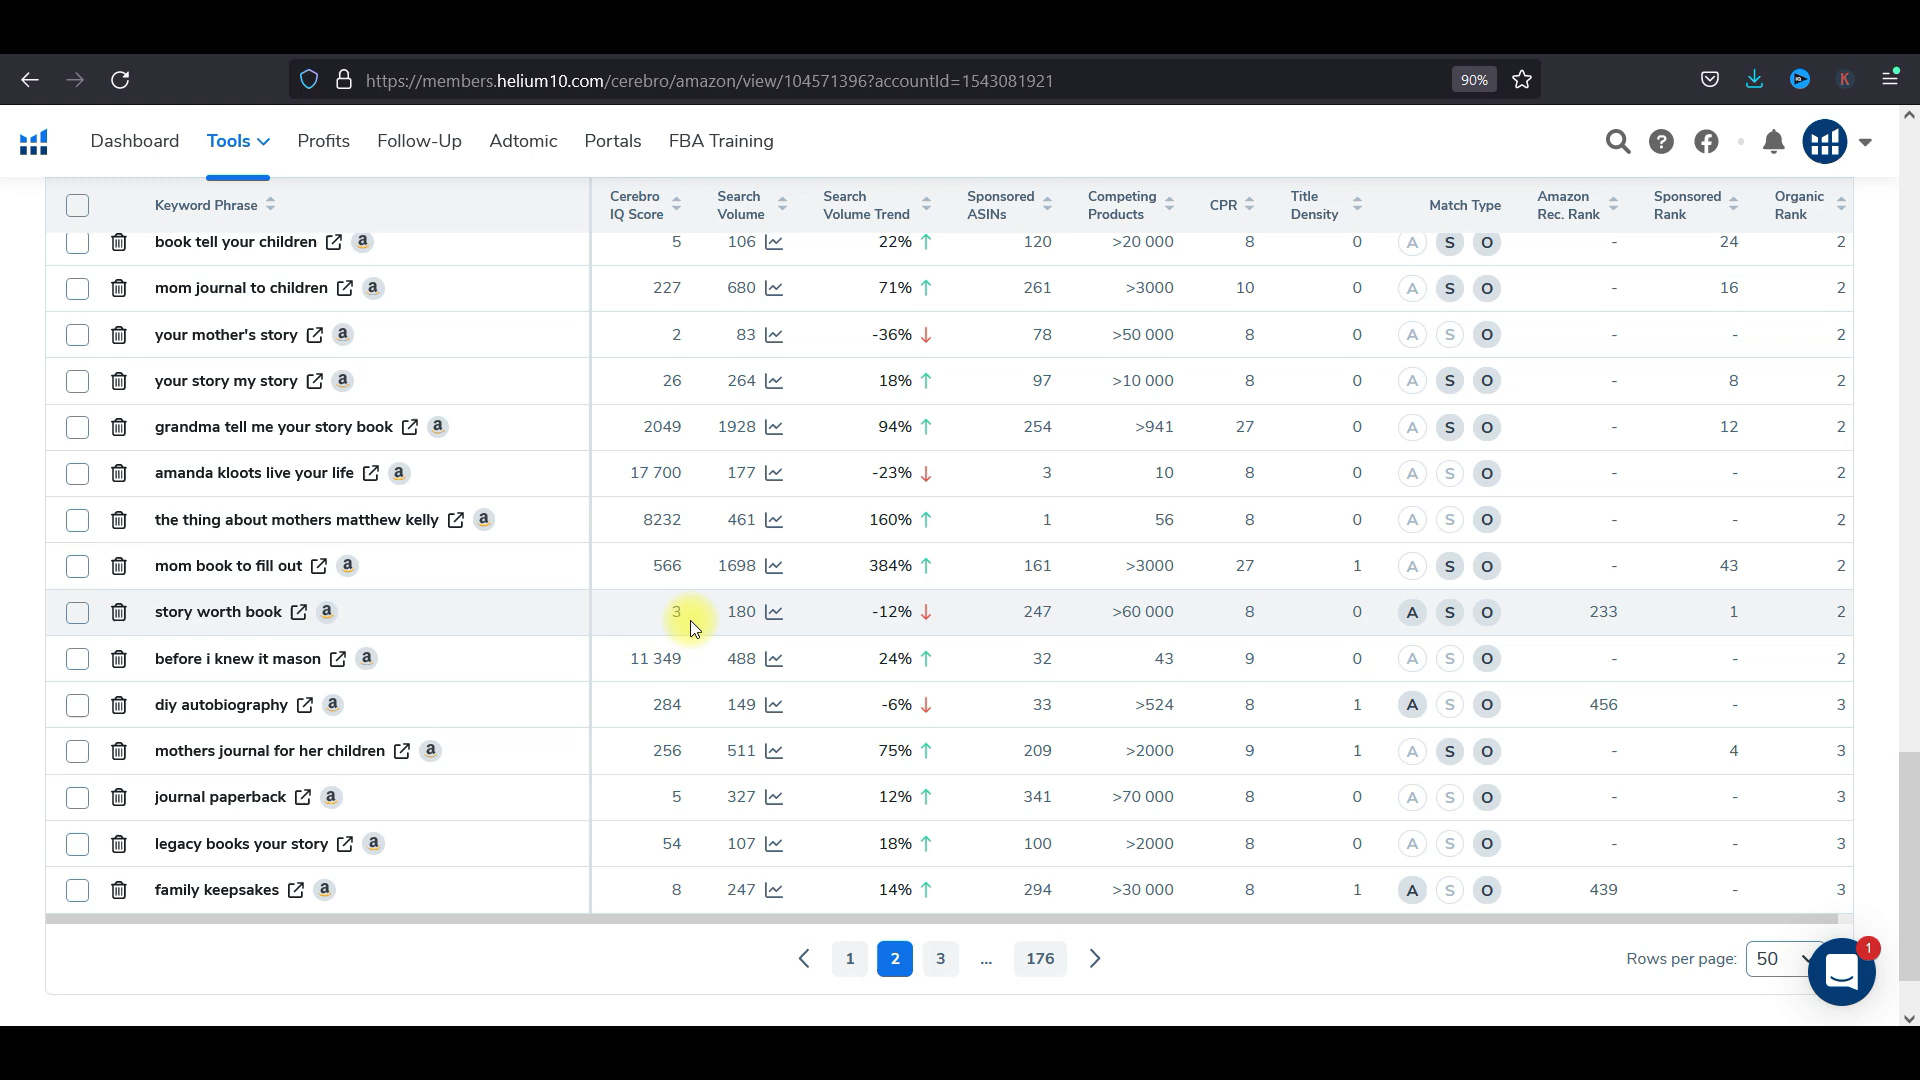 https://members.helium10.com/cerebro/amazon/view/104571396?accountId=1543081921 90% K
Dashboard Tools Profits Follow-Up Adtomic Portals FBA Training ?
Keyword Phrase Cerebro IQ Score Search Volume Search Volume Trend Sponsored ASINs Competing Products CPR Title Density Match Type Amazon Rec. Rank Sponsored Rank Organic Rank
book tell your children a 5 106 22% 120 >20 000 8 0 A S O - 24 2
mom journal to children a 227 680 71% 261 >3000 10 0 A S O - 16 2
your mother's story a 2 83 -36% 78 >50 000 8 0 A S O - - 2
your story my story a 26 264 18% 97 >10 000 8 0 A S O - 8 2
grandma tell me your story book a 2049 1928 94% 254 >941 27 0 A S O - 12 2
amanda kloots live your life a 17 700 177 -23% 3 10 8 0 A S O - - 2
the thing about mothers matthew kelly a 8232 461 160% 1 56 8 0 A S O - - 2
mom book to fill out a 566 1698 384% 161 >3000 27 1 A S O - 43 2
story worth book a 3 180 -12% 247 >60 000 8 0 A S O 233 1 2
before i knew it mason a 11 349 488 24% 32 43 9 0 A S O - - 2
diy autobiography a 284 149 -6% 33 >524 8 1 A S O 456 - 3
mothers journal for her children a 256 511 75% 209 >2000 9 1 A S O - 4 3
journal paperback a 5 327 12% 341 >70 000 8 0 A S O - - 3
legacy books your story a 54 107 18% 100 >2000 8 0 A S O - - 3
family keepsakes a 8 247 14% 294 >30 000 8 1 A S O 439 - 3
1 2 3 ... 176 Rows per page: 50 1